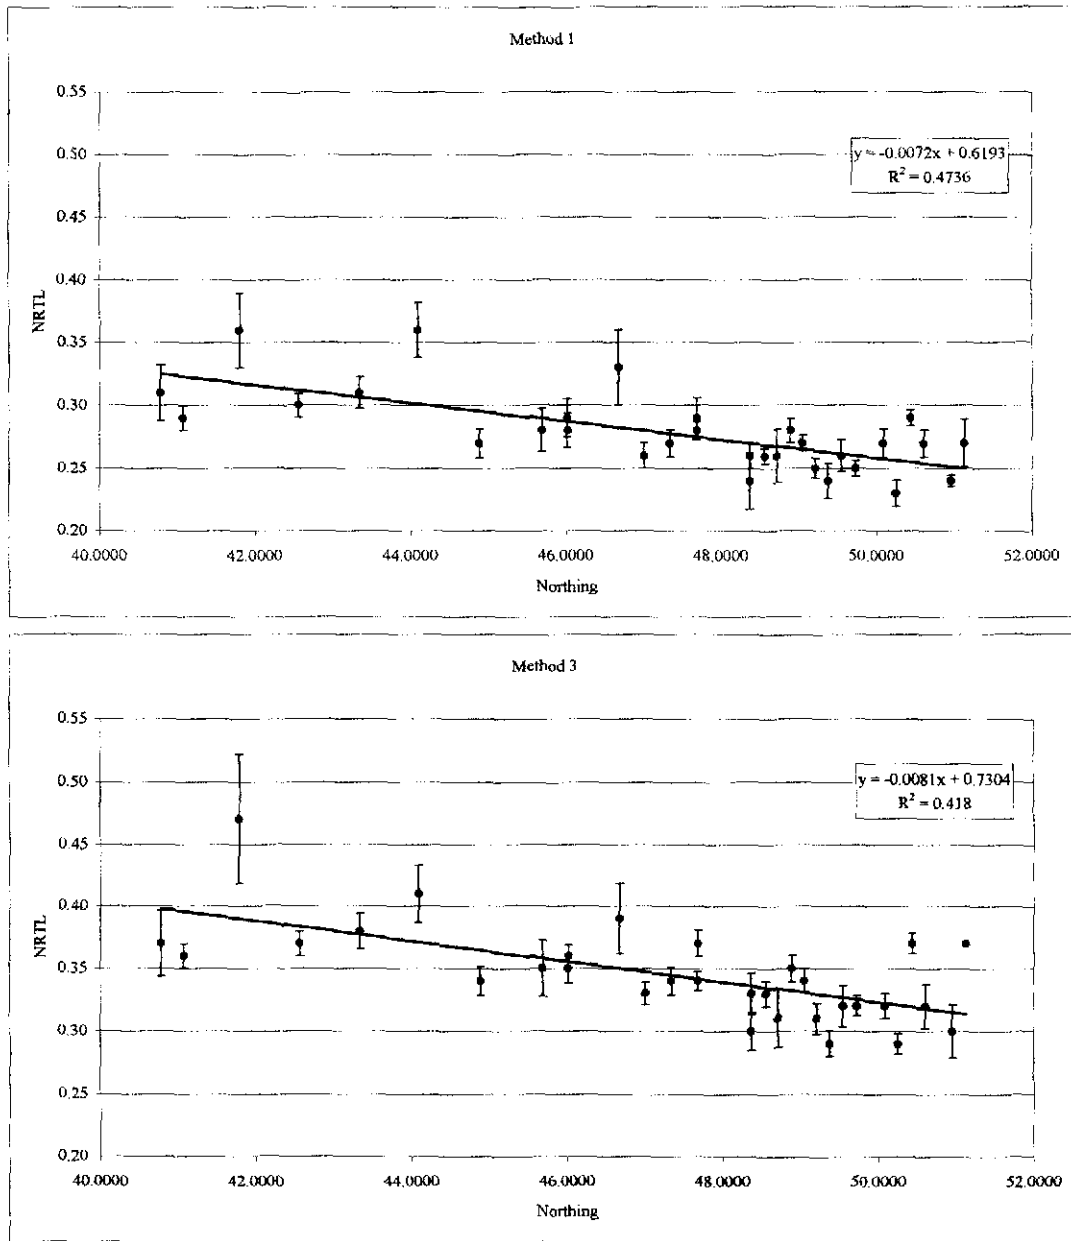 Method 1
0.55
0.50
0.45
0.40
0.35
0.30
0.25
0.20
NRTL
y = -0.0072x + 0.6193
R² = 0.4736
40.0000 42.0000 44.0000 46.0000 48.0000 50.0000 52.0000
Northing
Method 3
0.55
0.50
0.45
0.40
0.35
0.30
0.25
0.20
NRTL
y = -0.0081x + 0.7304
R² = 0.418
40.0000 42.0000 44.0000 46.0000 48.0000 50.0000 52.0000
Northing